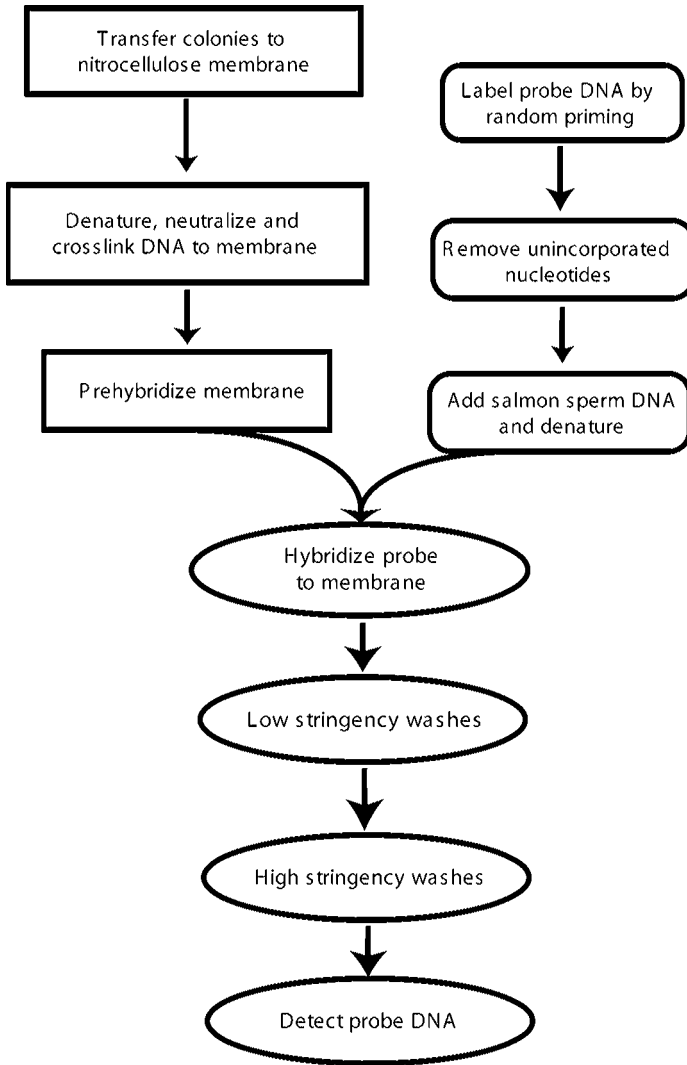 Transfer colonies to
nitrocellulose membrane
Label probe DNA by
random priming
Denature, neutralize and
crosslink DNA to membrane
Remove unincorporated
nucleotides
Prehybridize membrane
Add salmon sperm DNA
and denature
Hybridize probe
to membrane
Low stringency washes
High stringency washes
Detect probe DNA